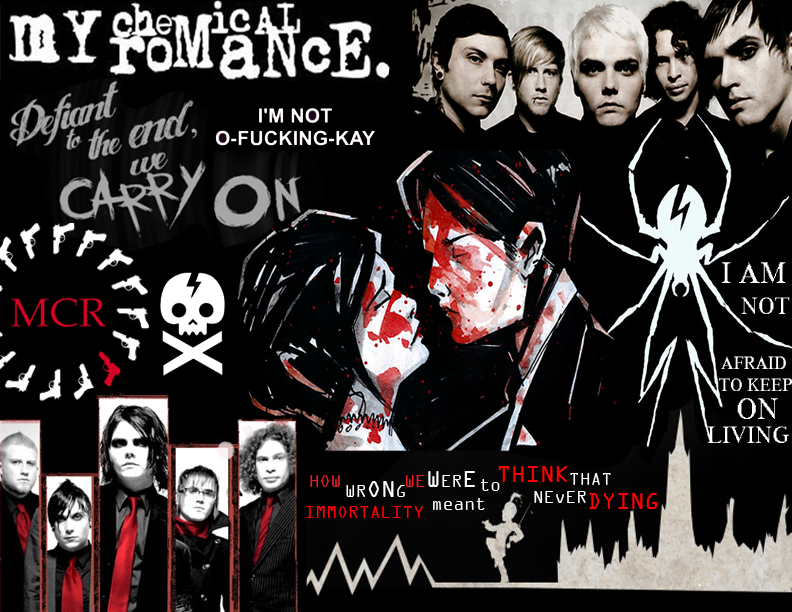 my chemical
romance.
Defiant
to the end,
we
CARRY ON
I'M NOT
O-FUCKING-KAY
MCR
I AM
NOT
AFRAID
TO KEEP
ON
LIVING
HOW WRONG WE WERE to THINK THAT
IMMORTALITY meant NEVER DYING